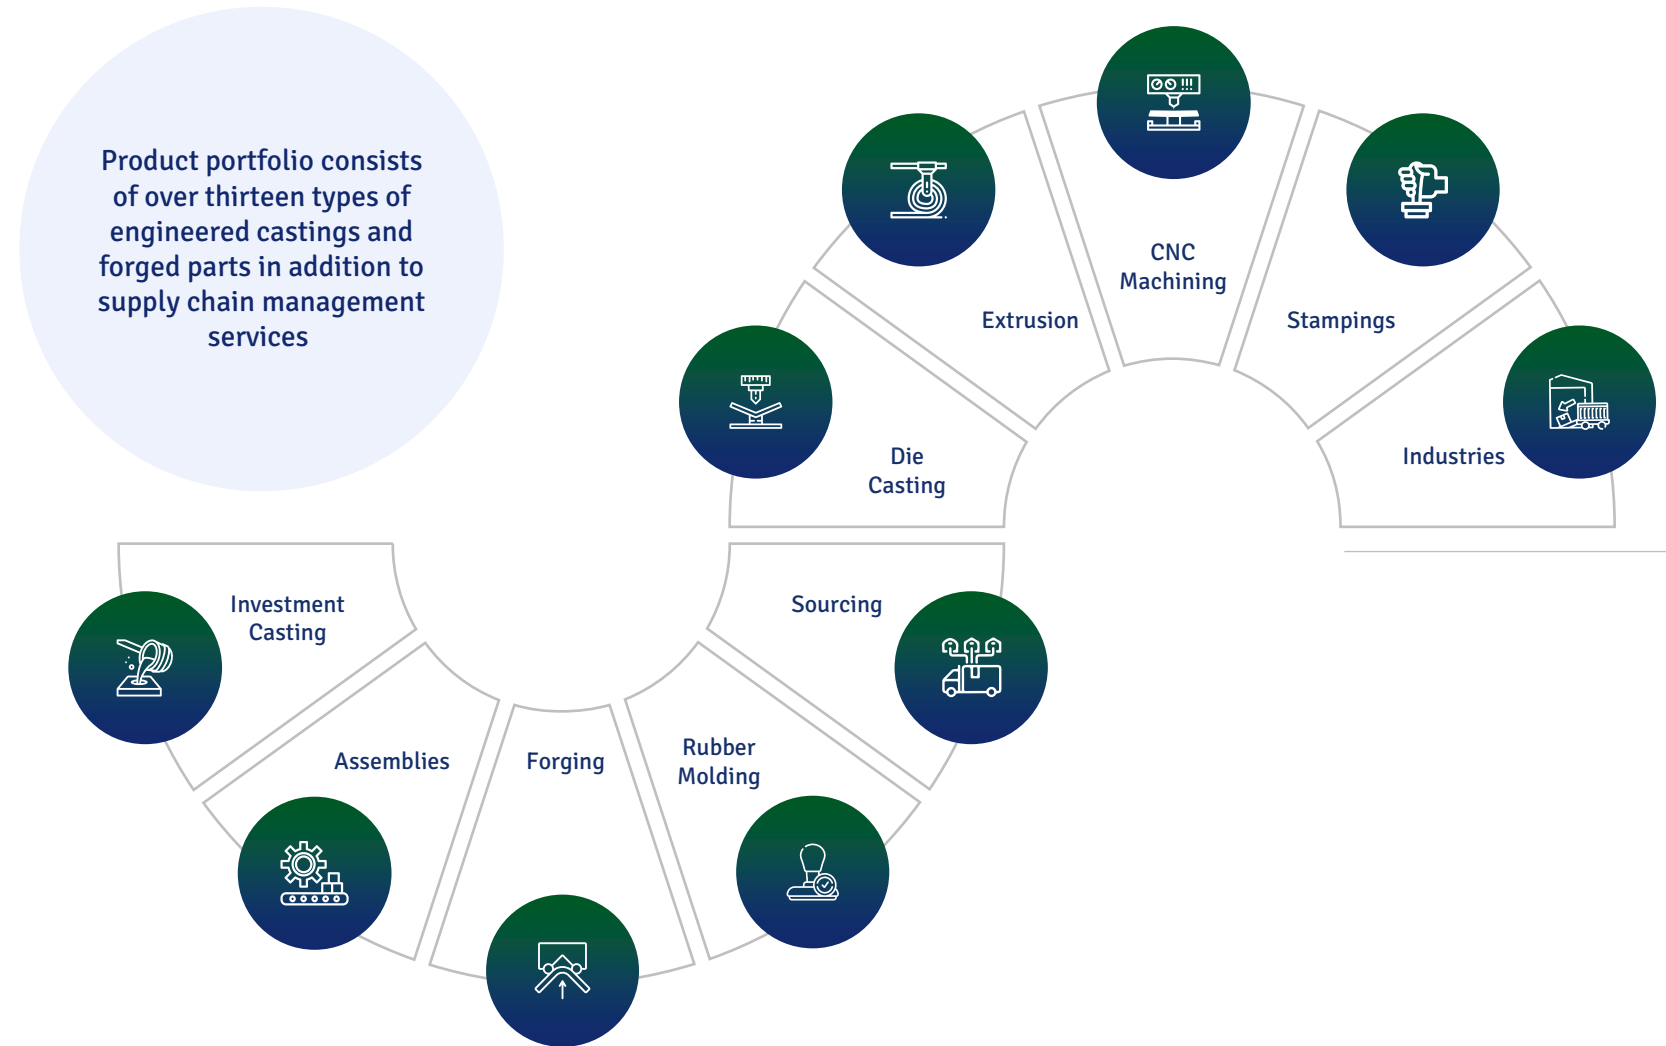 Product portfolio consists
of over thirteen types of
engineered castings and
forged parts in addition to
supply chain management
services
Investment
Casting
Assemblies
Forging
Rubber
Molding
Sourcing
Die
Casting
Extrusion
CNC
Machining
Stampings
Industries